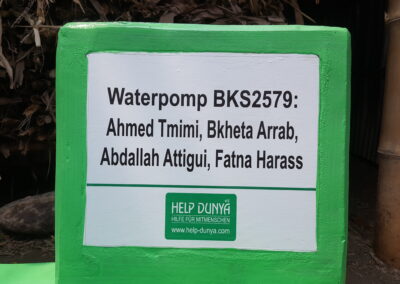 Waterpomp BKS2579:
Ahmed Tmimi, Bkheta Arrab,
Abdallah Attigui, Fatna Harass
HELP DUNYA e.V.
HILFE FÜR MITMENSCHEN
www.help-dunya.com